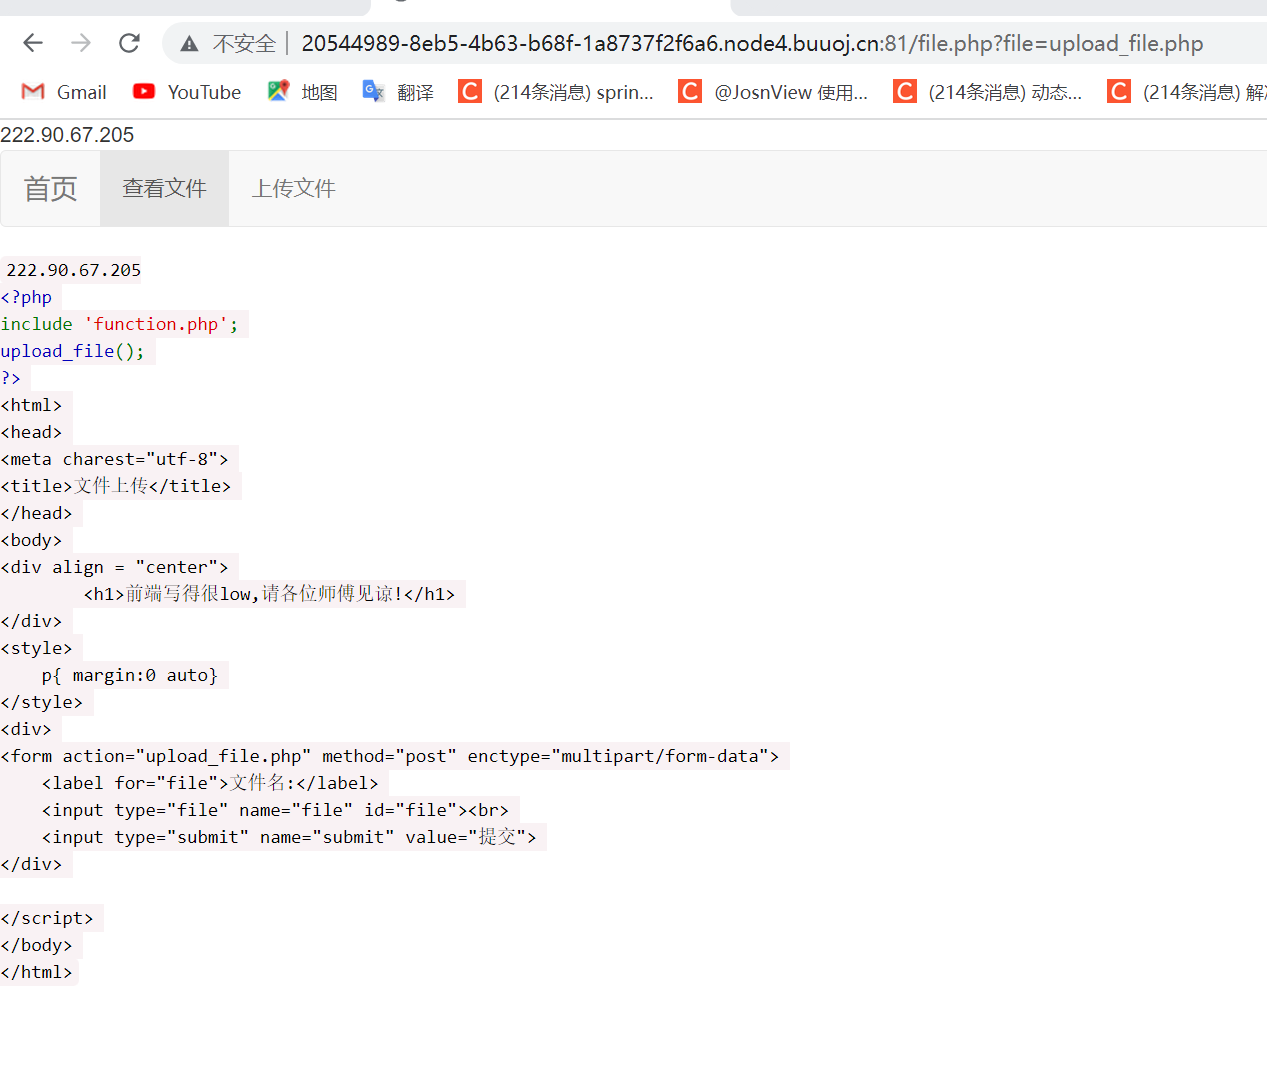 不安全 | 20544989-8eb5-4b63-b68f-1a8737f2f6a6.node4.buuoj.cn:81/file.php?file=upload_file.php
Gmail YouTube 地图 翻译 (214条消息) sprin... @JosnView 使用... (214条消息) 动态... (214条消息) 解决
222.90.67.205
首页 查看文件 上传文件
222.90.67.205
<?php
include 'function.php';
upload_file();
?>
<html>
<head>
<meta charest="utf-8">
<title>文件上传</title>
</head>
<body>
<div align = "center">
        <h1>前端写得很low,请各位师傅见谅!</h1>
</div>
<style>
    p{ margin:0 auto}
</style>
<div>
<form action="upload_file.php" method="post" enctype="multipart/form-data">
    <label for="file">文件名:</label>
    <input type="file" name="file" id="file"><br>
    <input type="submit" name="submit" value="提交">
</div>
</script>
</body>
</html>